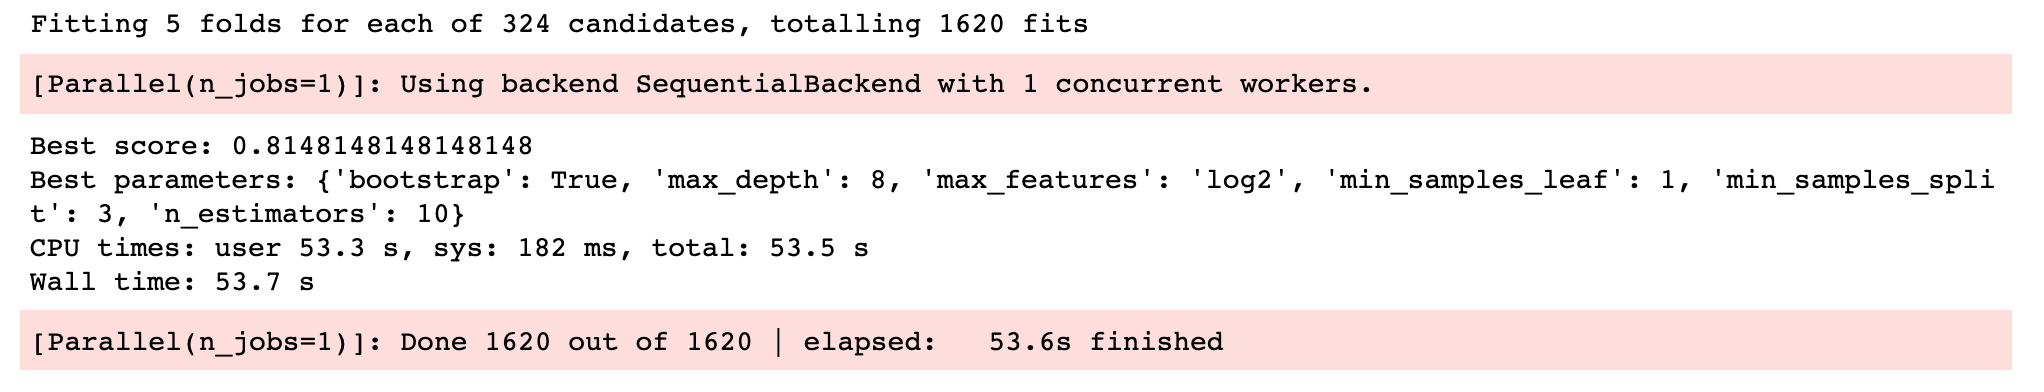 Fitting 5 folds for each of 324 candidates, totalling 1620 fits
[Parallel(n_jobs=1)]: Using backend SequentialBackend with 1 concurrent workers.
Best score: 0.8148148148148148
Best parameters: {'bootstrap': True, 'max_depth': 8, 'max_features': 'log2', 'min_samples_leaf': 1, 'min_samples_spli
t': 3, 'n_estimators': 10}
CPU times: user 53.3 s, sys: 182 ms, total: 53.5 s
Wall time: 53.7 s
[Parallel(n_jobs=1)]: Done 1620 out of 1620 | elapsed:   53.6s finished